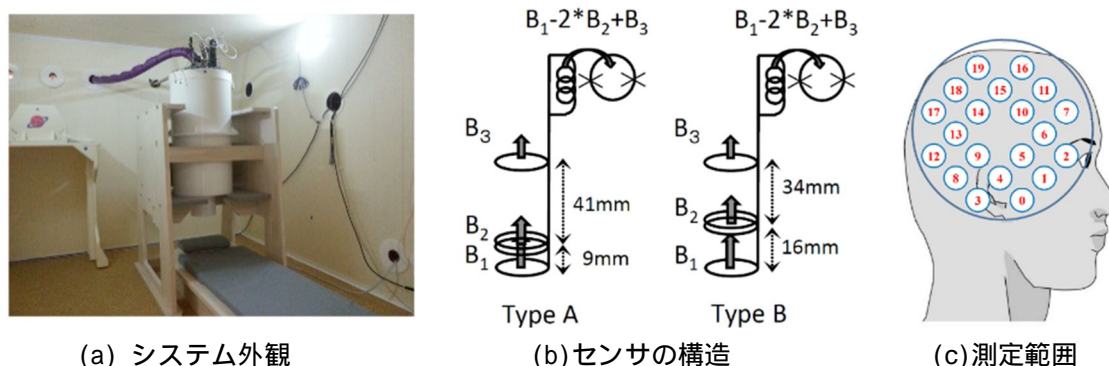 B₁-2*B₂+B₃
B₁-2*B₂+B₃
B₃
41mm
B₂
B₁
9mm
Type A
B₃
34mm
B₂
B₁
16mm
Type B
19
16
18
15
11
17
14
10
7
13
6
12
9
5
2
8
4
1
3
0
(a) システム外観
(b)センサの構造
(c)測定範囲